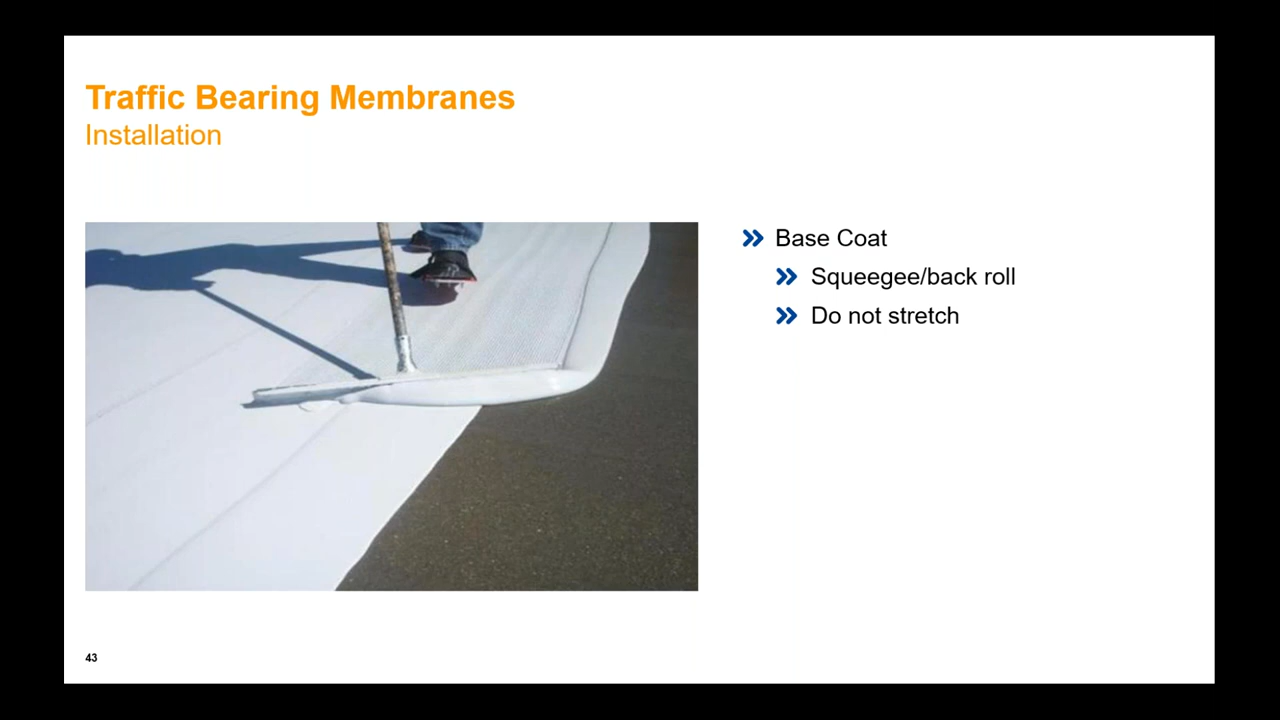 Traffic Bearing Membranes
Installation
Base Coat
Squeegee/back roll
Do not stretch
43